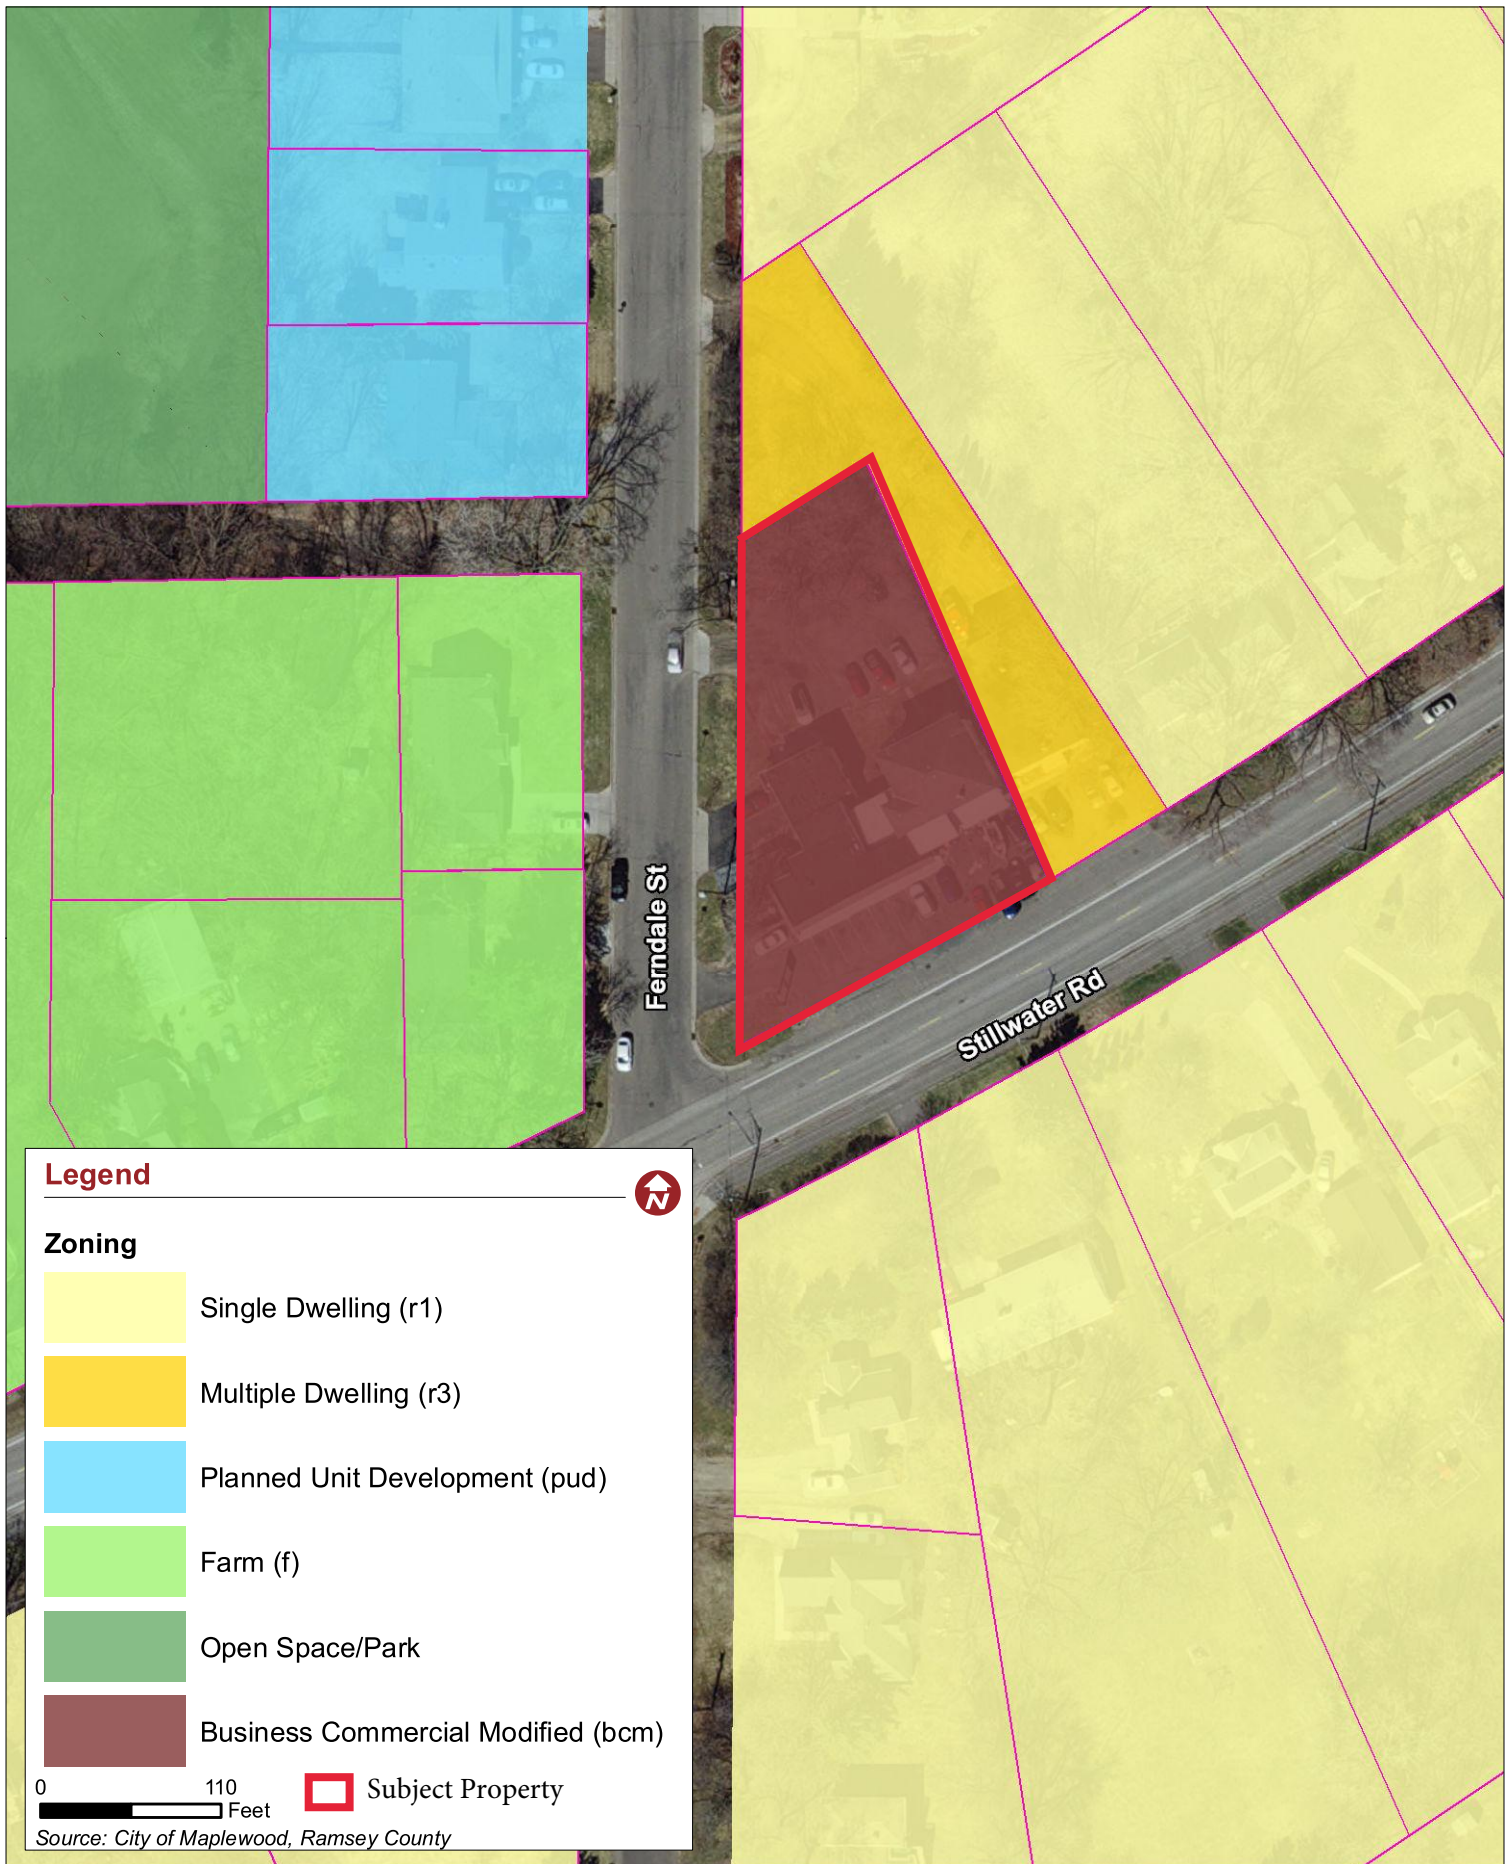 Ferndale St
Stillwater Rd
Legend
N
Zoning
Single Dwelling (r1)
Multiple Dwelling (r3)
Planned Unit Development (pud)
Farm (f)
Open Space/Park
Business Commercial Modified (bcm)
0 110
Feet
Subject Property
Source: City of Maplewood, Ramsey County